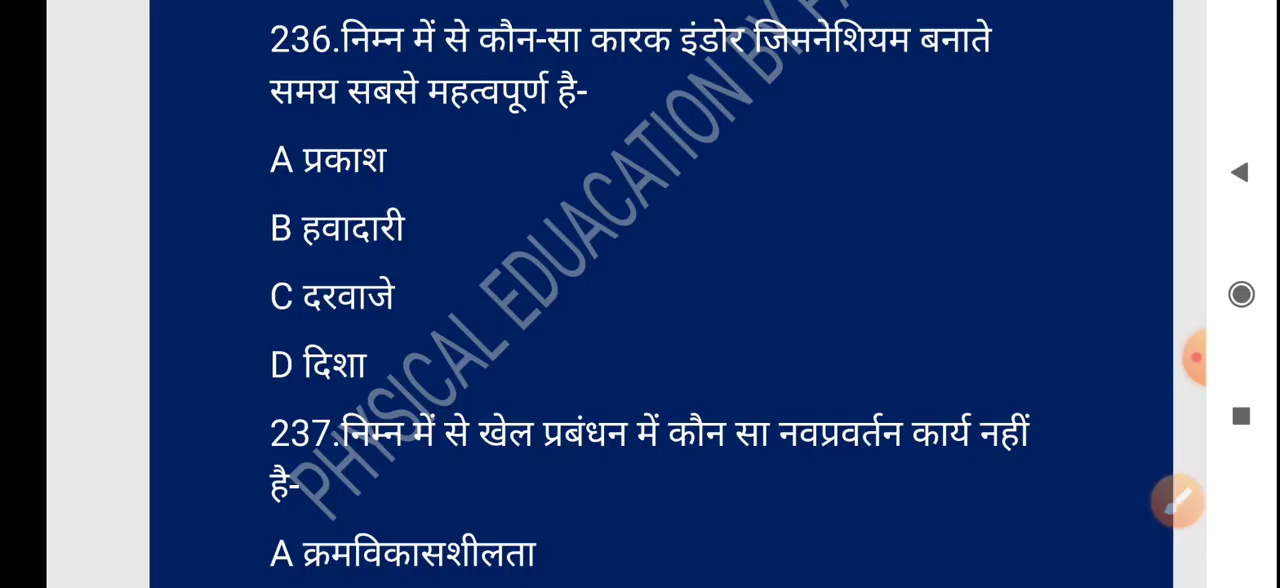 236.निम्न में से कौन-सा कारक इंडोर जिमनेशियम बनाते
समय सबसे महत्वपूर्ण है-
A प्रकाश
B हवादारी
C दरवाजे
D दिशा
237.निम्न में से खेल प्रबंधन में कौन सा नवप्रवर्तन कार्य नहीं
है-
A क्रमविकासशीलता
PHYSICAL EDUACATION BY